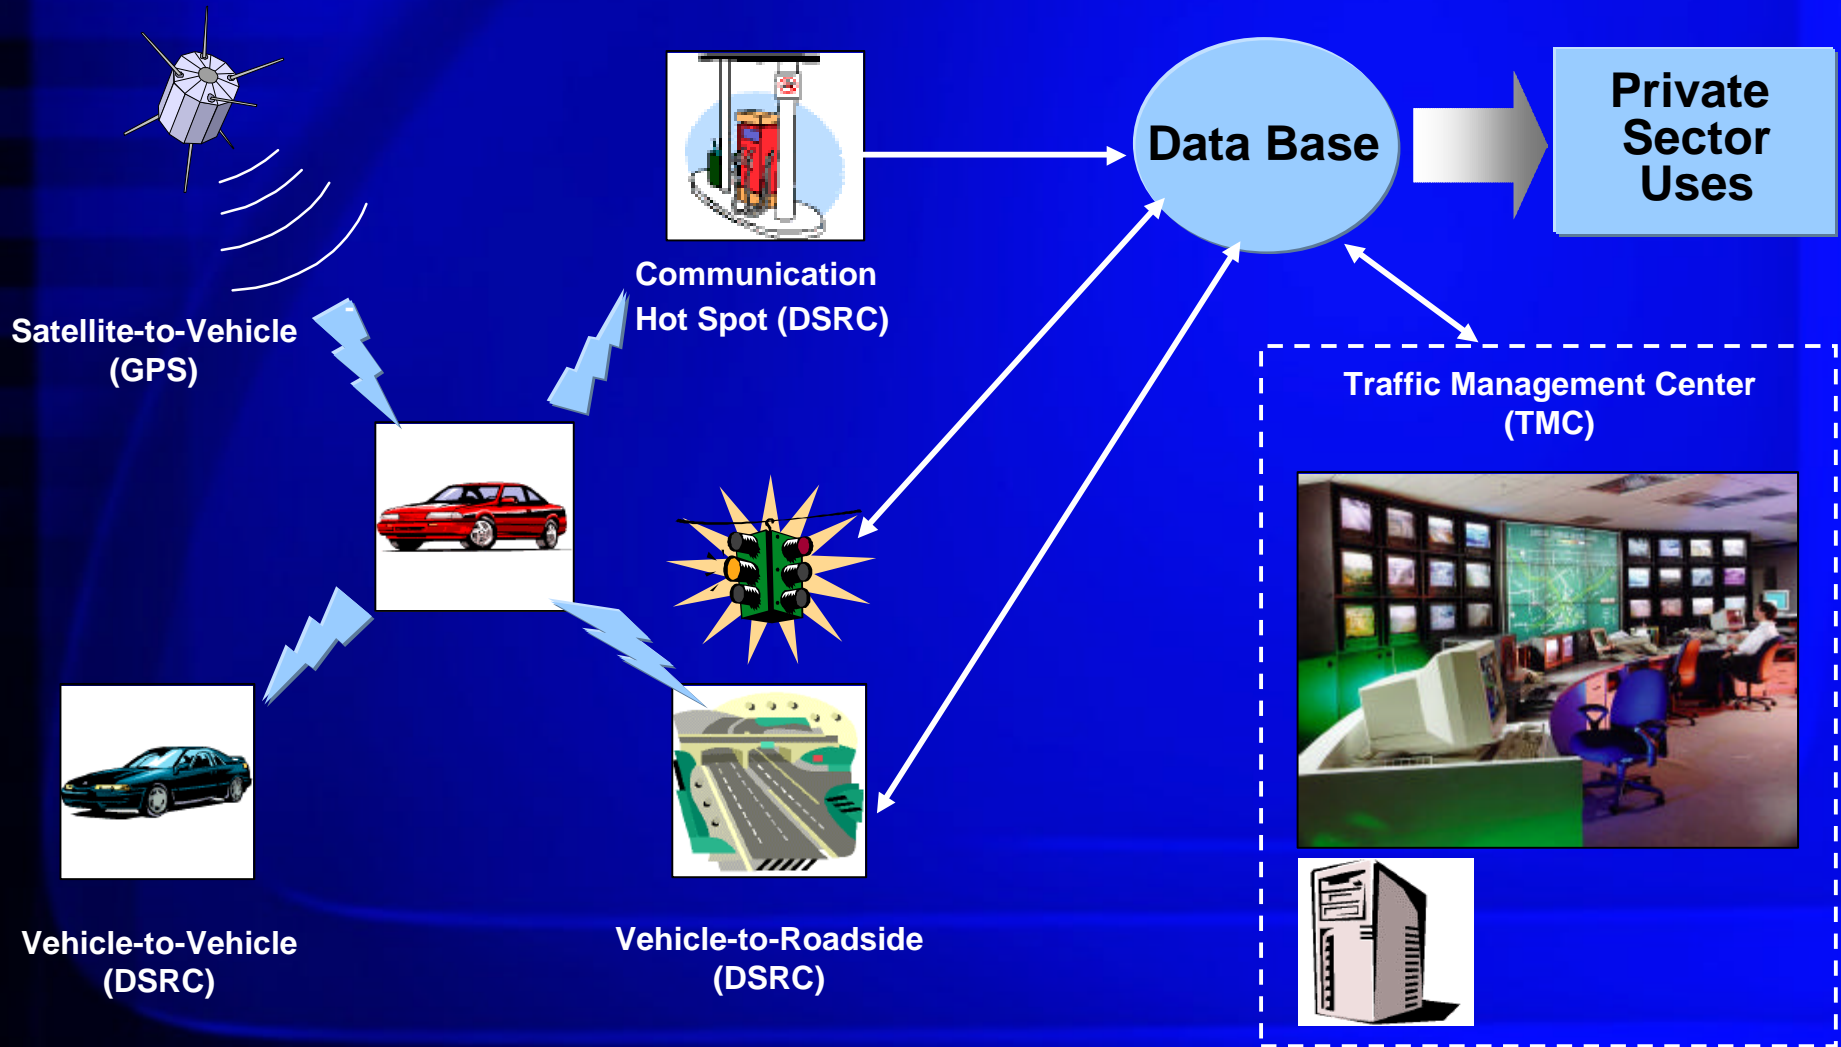 Data Base
Private
Sector
Uses
Communication
Hot Spot (DSRC)
Satellite-to-Vehicle
(GPS)
Traffic Management Center
(TMC)
Vehicle-to-Vehicle
(DSRC)
Vehicle-to-Roadside
(DSRC)